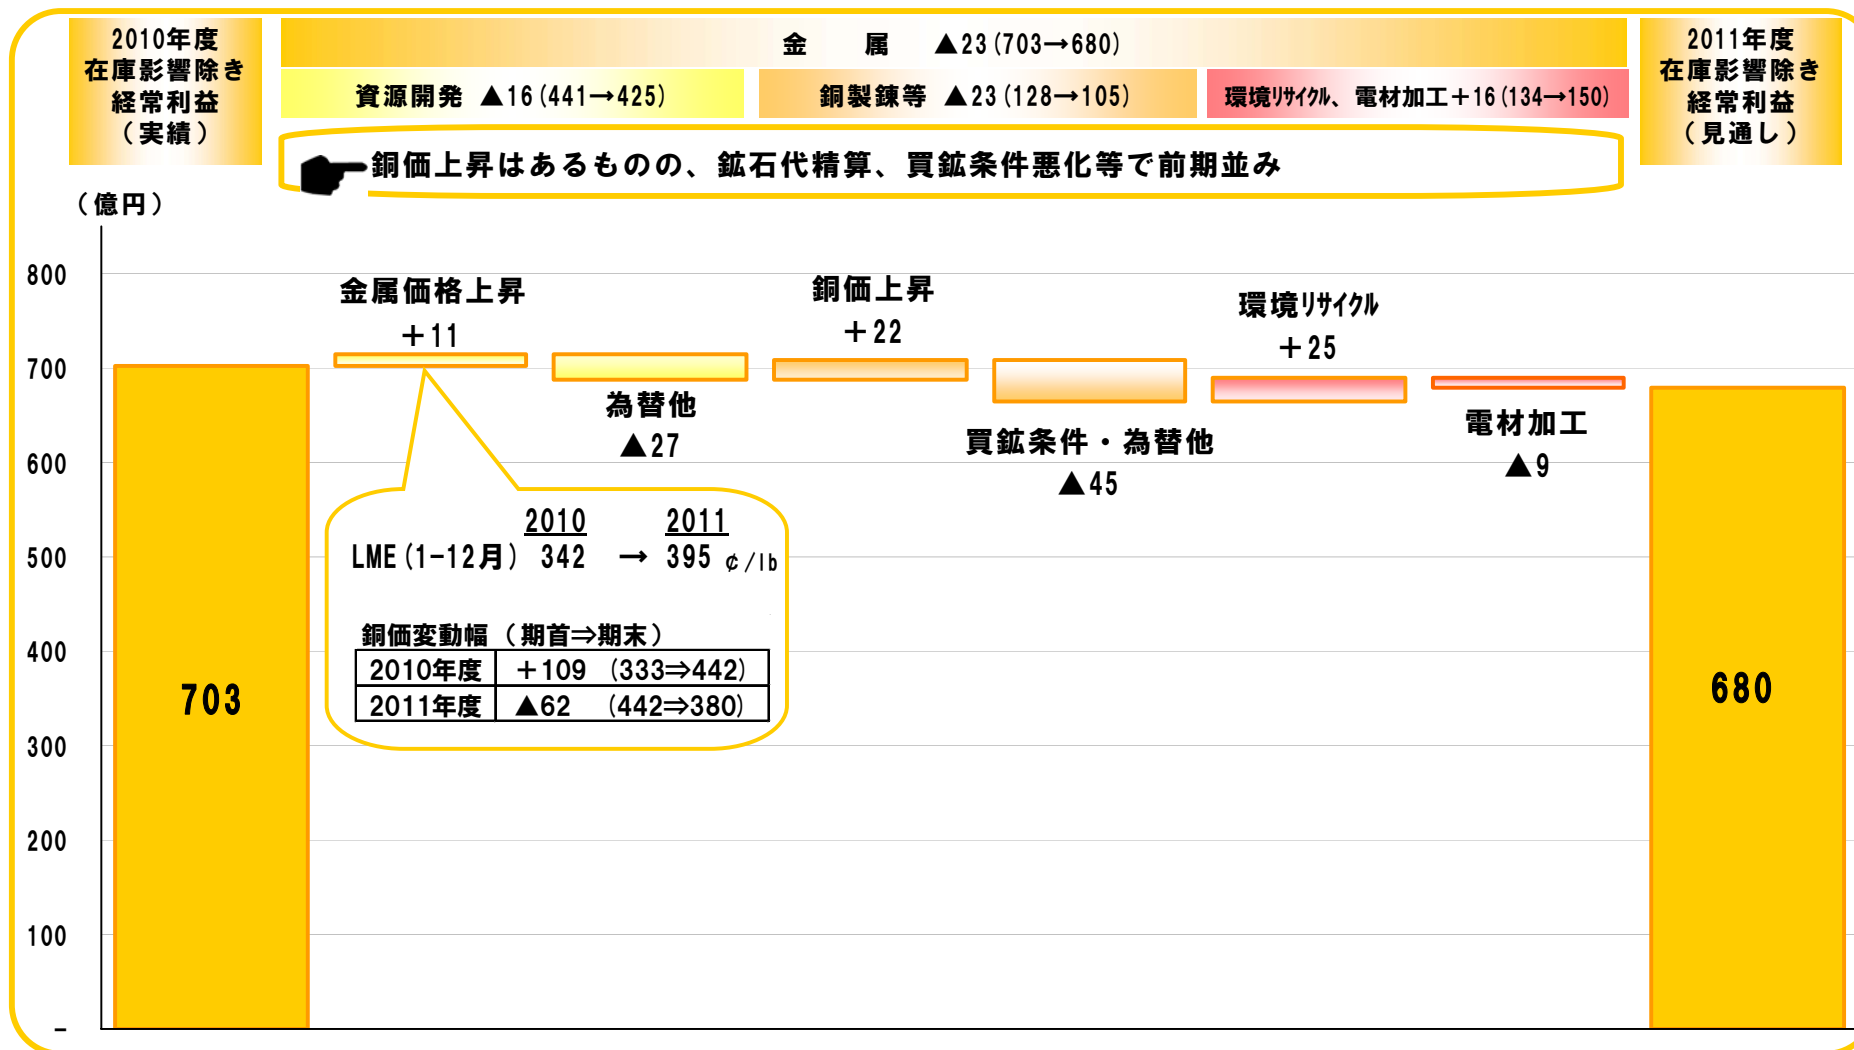 2010年度
在庫影響除き
経常利益
(実績)
金　属　▲23(703→680)
資源開発 ▲16(441→425)
銅製錬等 ▲23(128→105)
環境ﾘｻｲｸﾙ、電材加工＋16(134→150)
2011年度
在庫影響除き
経常利益
(見通し)
銅価上昇はあるものの、鉱石代精算、買鉱条件悪化等で前期並み
(億円)
800
700
600
500
400
300
200
100
-
703
金属価格上昇
＋11
為替他
▲27
銅価上昇
＋22
買鉱条件・為替他
▲45
環境ﾘｻｲｸﾙ
＋25
電材加工
▲9
680
2010 2011
LME(1-12月) 342 → 395 ¢/lb
銅価変動幅 (期首⇒期末)
2010年度 ＋109 (333⇒442)
2011年度 ▲62 (442⇒380)